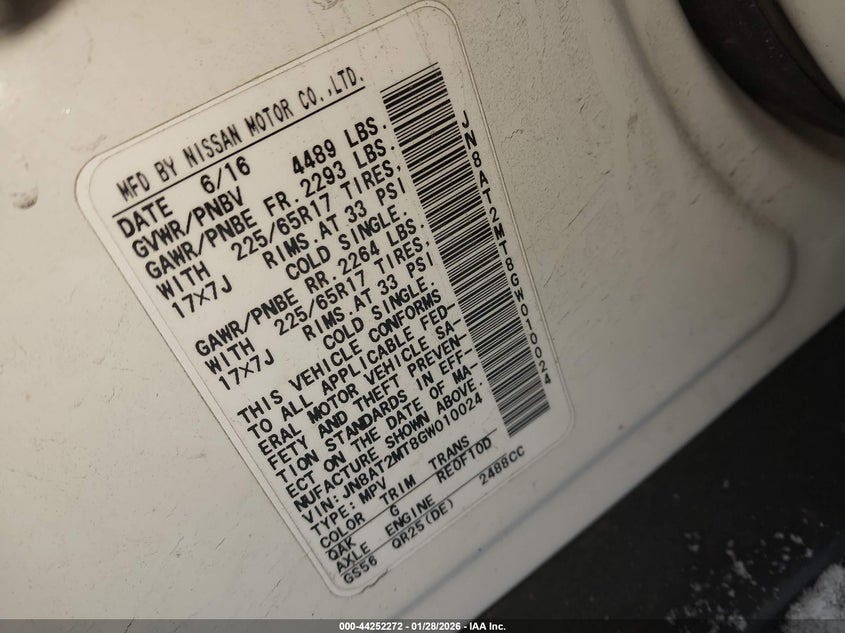 MFD BY NISSAN MOTOR CO.,LTD.
DATE 6/16
GVWR/PNBV 4489 LBS.
GAWR/PNBE FR. 2293 LBS.
WITH 225/65R17 TIRES,
17×7J RIMS.AT 33 PSI
COLD SINGLE.
GAWR/PNBE RR. 2264 LBS.
WITH 225/65R17 TIRES,
17×7J RIMS.AT 33 PSI
COLD SINGLE.
THIS VEHICLE CONFORMS
TO ALL APPLICABLE FED-
ERAL MOTOR VEHICLE SA-
FETY AND THEFT PREVEN-
TION STANDARDS IN EFF-
ECT ON THE DATE OF MA-
NUFACTURE SHOWN ABOVE.
VIN:JN8AT2MT8GW010024
TYPE:MPV
COLOR TRIM TRANS
QAK G RE0F10D
AXLE ENGINE
GS56 QR25(DE) 2488CC
JN8AT2MT8GW010024
000-44252272 - 01/28/2026 - IAA Inc.